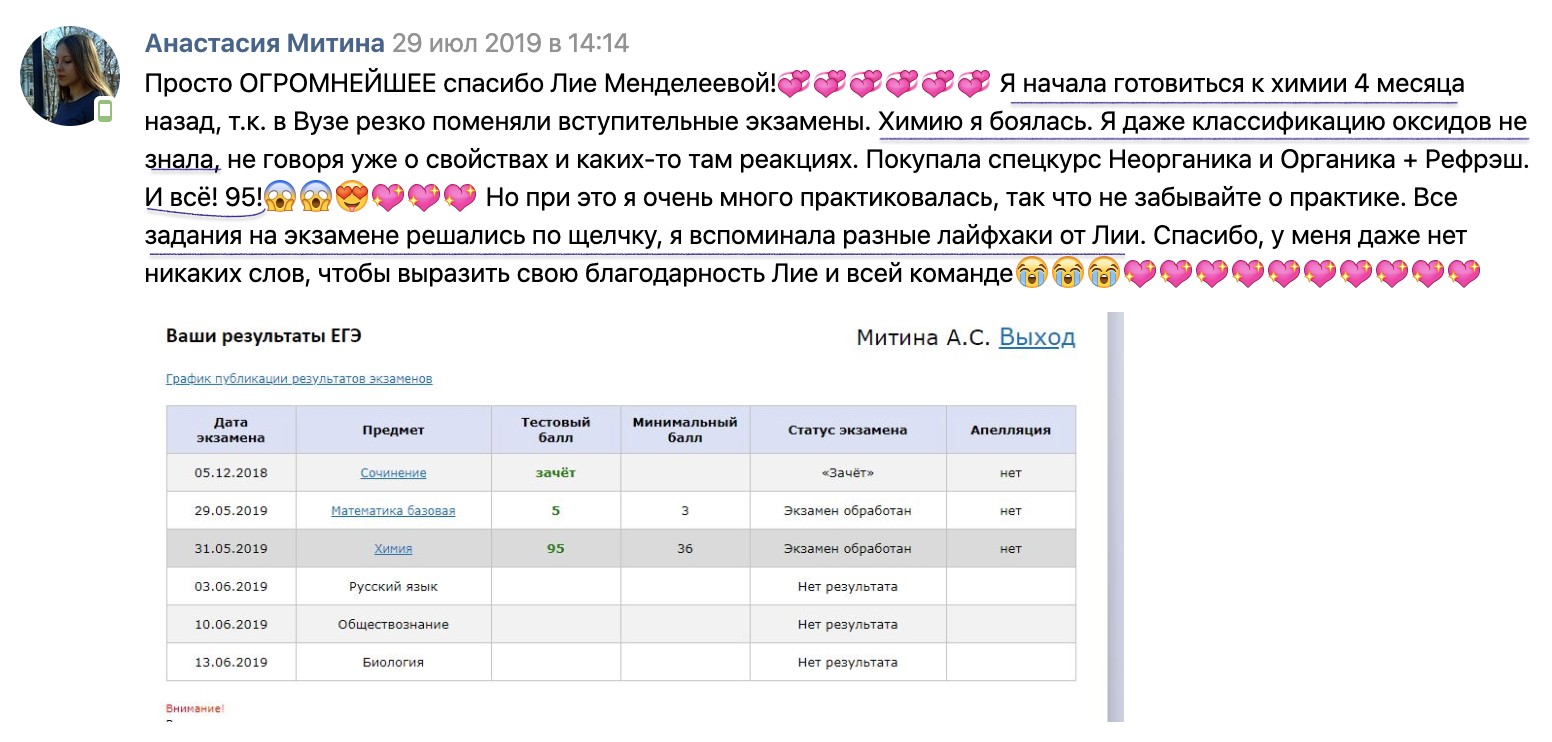 Анастасия Митина 29 июл 2019 в 14:14
Просто ОГРОМНЕЙШЕЕ спасибо Лие Менделеевой!💞💞💞💞💞💞 Я начала готовиться к химии 4 месяца
назад, т.к. в Вузе резко поменяли вступительные экзамены. Химию я боялась. Я даже классификацию оксидов не
знала, не говоря уже о свойствах и каких-то там реакциях. Покупала спецкурс Неорганика и Органика + Рефрэш.
И всё! 95!😱😱😍💖💖💖 Но при это я очень много практиковалась, так что не забывайте о практике. Все
задания на экзамене решались по щелчку, я вспоминала разные лайфхаки от Лии. Спасибо, у меня даже нет
никаких слов, чтобы выразить свою благодарность Лие и всей команде😭😭😭💖💖💖💖💖💖💖💖💖💖
Ваши результаты ЕГЭ Митина А.С. Выход
График публикации результатов экзаменов
Дата экзамена Предмет Тестовый балл Минимальный балл Статус экзамена Апелляция
05.12.2018 Сочинение зачёт «Зачёт» нет
29.05.2019 Математика базовая 5 3 Экзамен обработан нет
31.05.2019 Химия 95 36 Экзамен обработан нет
03.06.2019 Русский язык Нет результата
10.06.2019 Обществознание Нет результата
13.06.2019 Биология Нет результата
Внимание!